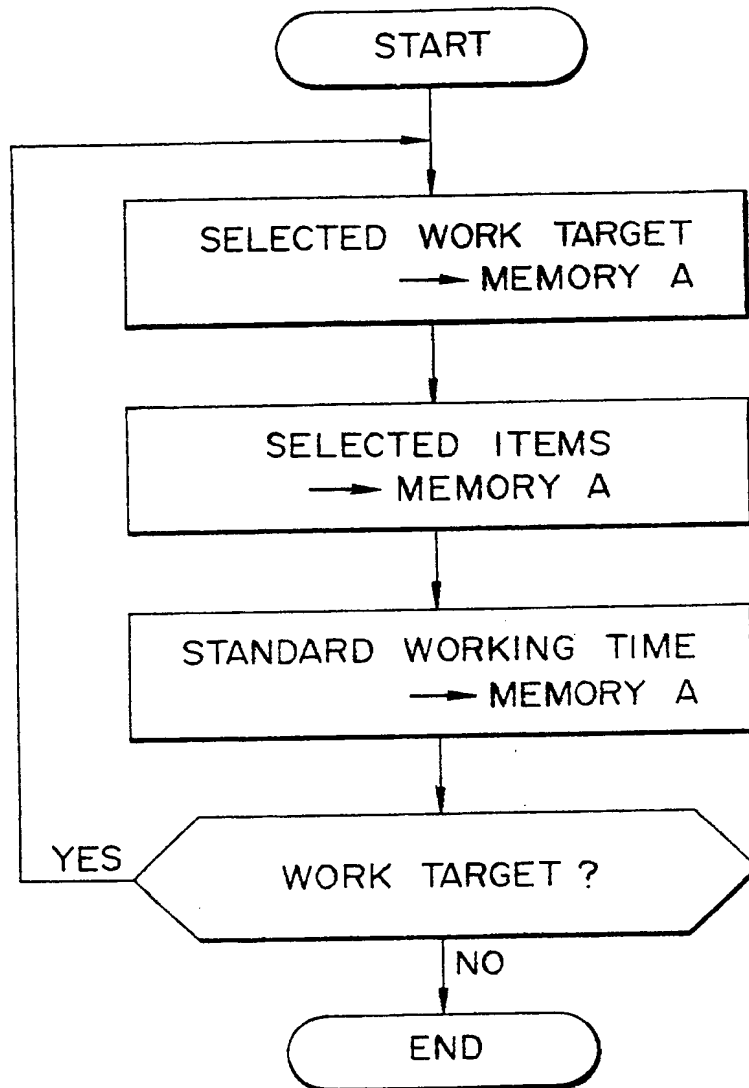 START
SELECTED WORK TARGET
→ MEMORY A
SELECTED ITEMS
→ MEMORY A
STANDARD WORKING TIME
→ MEMORY A
YES
WORK TARGET ?
NO
END